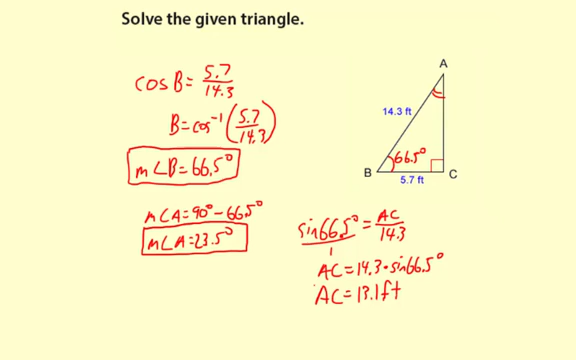 Solve the given triangle.
cos B = 5.7/14.3
B = cos⁻¹(5.7/14.3)
m∠B = 66.5°
m∠A = 90° − 66.5°
m∠A = 23.5°
A
14.3 ft
66.5°
B
C
5.7 ft
sin 66.5° = AC/14.3
1
AC = 14.3 • sin 66.5°
AC = 13.1 ft